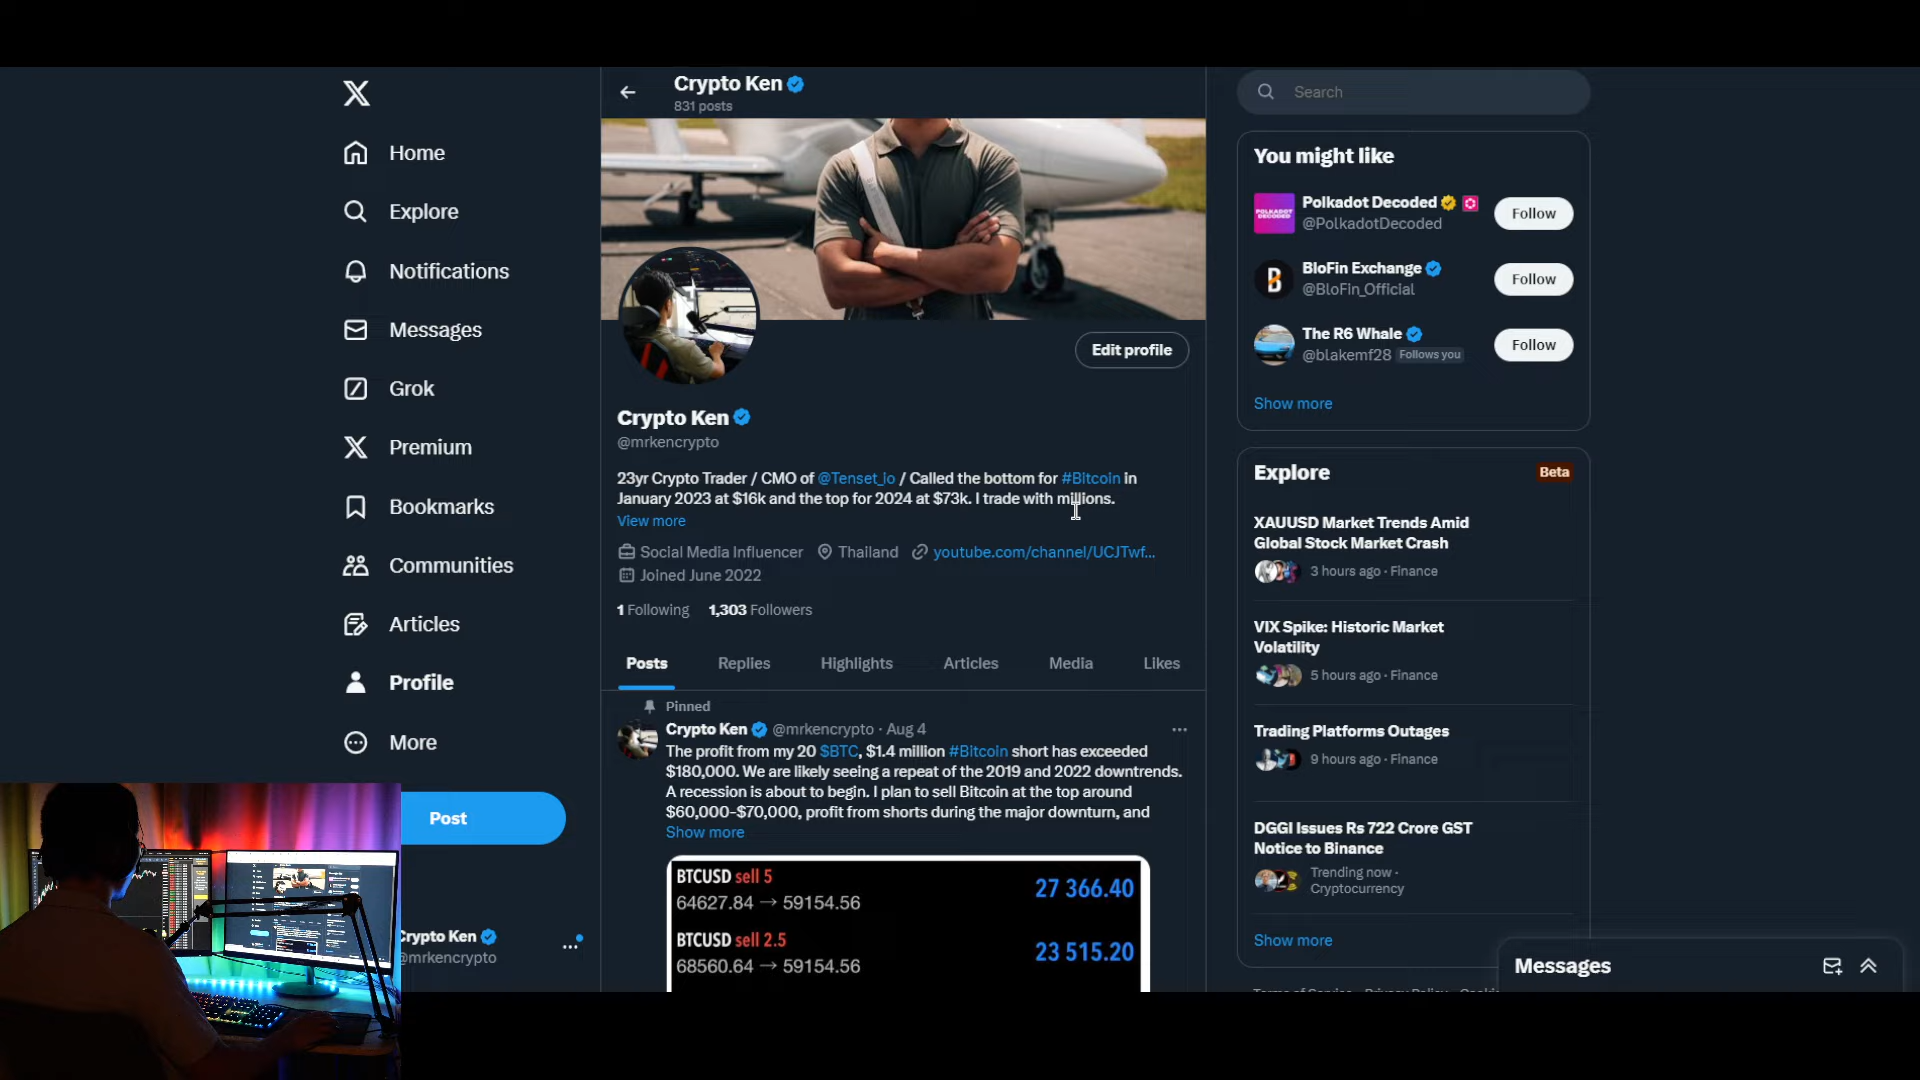 Home
Explore
Notifications
Messages
Grok
Premium
Bookmarks
Communities
Articles
Profile
More
Post
Crypto Ken
@mrkencrypto
Crypto Ken
831 posts
Edit profile
Crypto Ken
@mrkencrypto
23yr Crypto Trader / CMO of @Tenset_io / Called the bottom for #Bitcoin in
January 2023 at $16k and the top for 2024 at $73k. I trade with millions.
View more
Social Media Influencer Thailand youtube.com/channel/UCJTwf...
Joined June 2022
1 Following 1,303 Followers
Posts Replies Highlights Articles Media Likes
Pinned
Crypto Ken @mrkencrypto · Aug 4
The profit from my 20 $BTC, $1.4 million #Bitcoin short has exceeded
$180,000. We are likely seeing a repeat of the 2019 and 2022 downtrends.
A recession is about to begin. I plan to sell Bitcoin at the top around
$60,000-$70,000, profit from shorts during the major downturn, and
Show more
BTCUSD sell 5
64627.84 → 59154.56
27 366.40
BTCUSD sell 2.5
68560.64 → 59154.56
23 515.20
Search
You might like
POLKADOT
DECODED
Polkadot Decoded
@PolkadotDecoded
Follow
BloFin Exchange
@BloFin_Official
Follow
The R6 Whale
@blakemf28 Follows you
Follow
Show more
Explore
Beta
XAUUSD Market Trends Amid
Global Stock Market Crash
3 hours ago · Finance
VIX Spike: Historic Market
Volatility
5 hours ago · Finance
Trading Platforms Outages
9 hours ago · Finance
DGGI Issues Rs 722 Crore GST
Notice to Binance
Trending now ·
Cryptocurrency
Show more
Messages